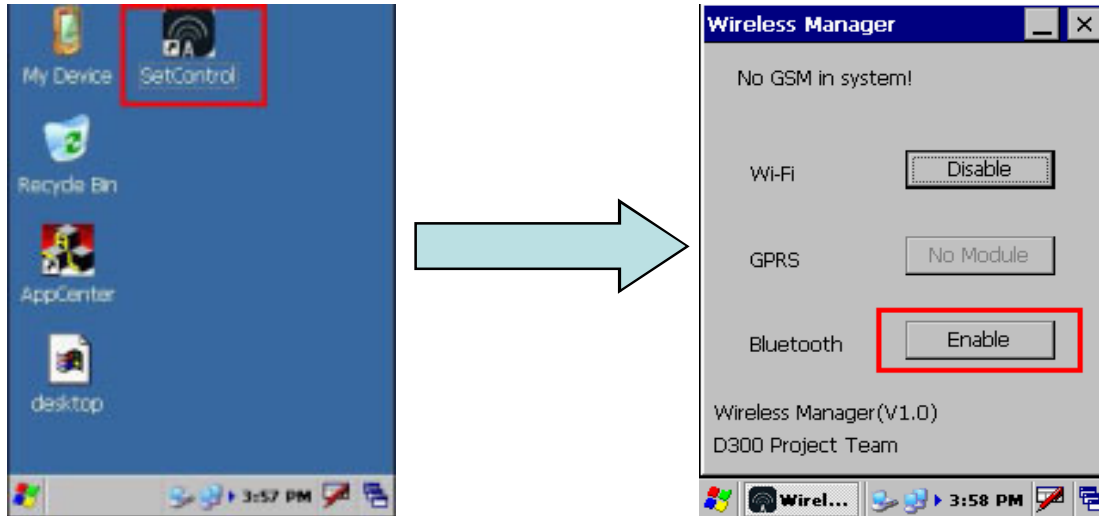 My Device
SetControl
Recycle Bin
AppCenter
desktop
3:57 PM
Wireless Manager
No GSM in system!
Wi-Fi
Disable
GPRS
No Module
Bluetooth
Enable
Wireless Manager(V1.0)
D300 Project Team
Wirel...
3:58 PM